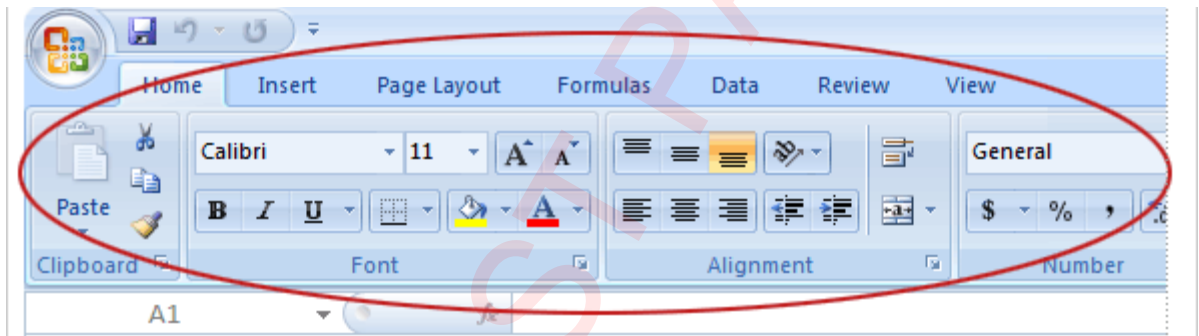 Home Insert Page Layout Formulas Data Review View
Calibri 11 A A General
Paste B I U A a $ % ,
Clipboard Font Alignment Number
A1 fx